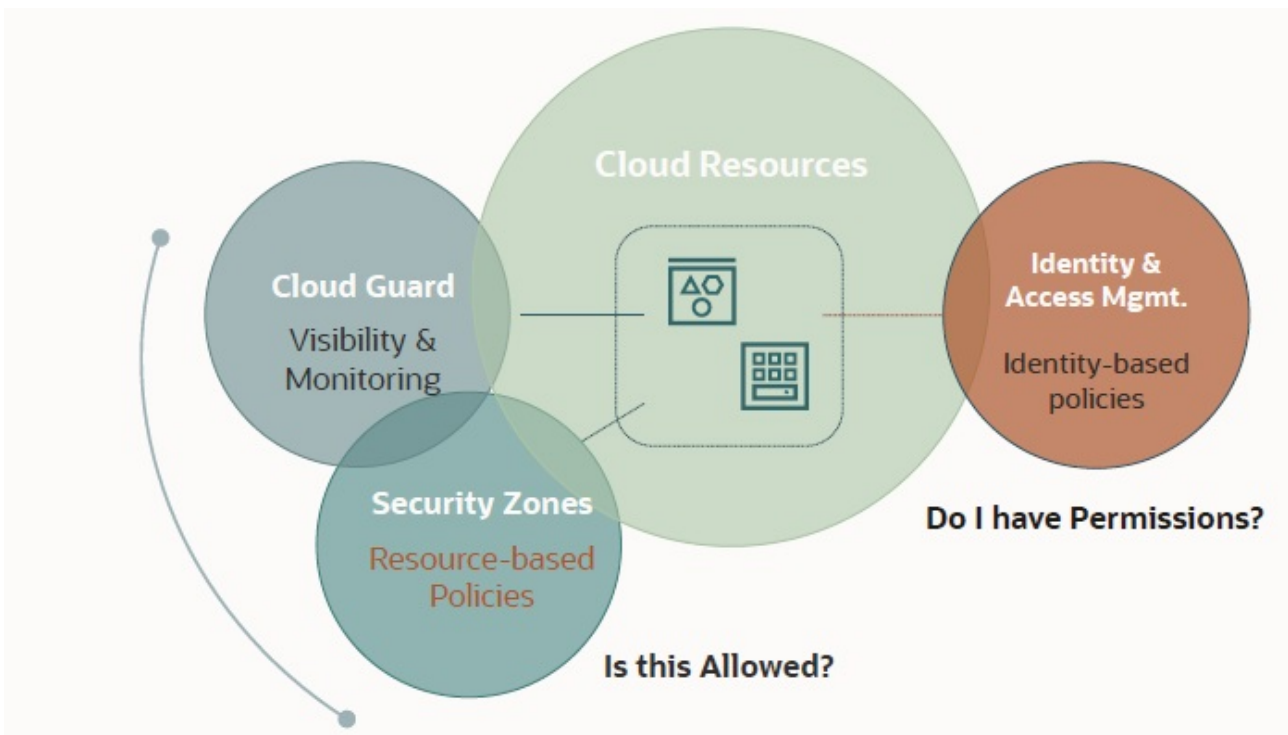 Cloud Resources
Cloud Guard
Visibility &
Monitoring
Identity &
Access Mgmt.
Identity-based
policies
Security Zones
Resource-based
Policies
Do I have Permissions?
Is this Allowed?